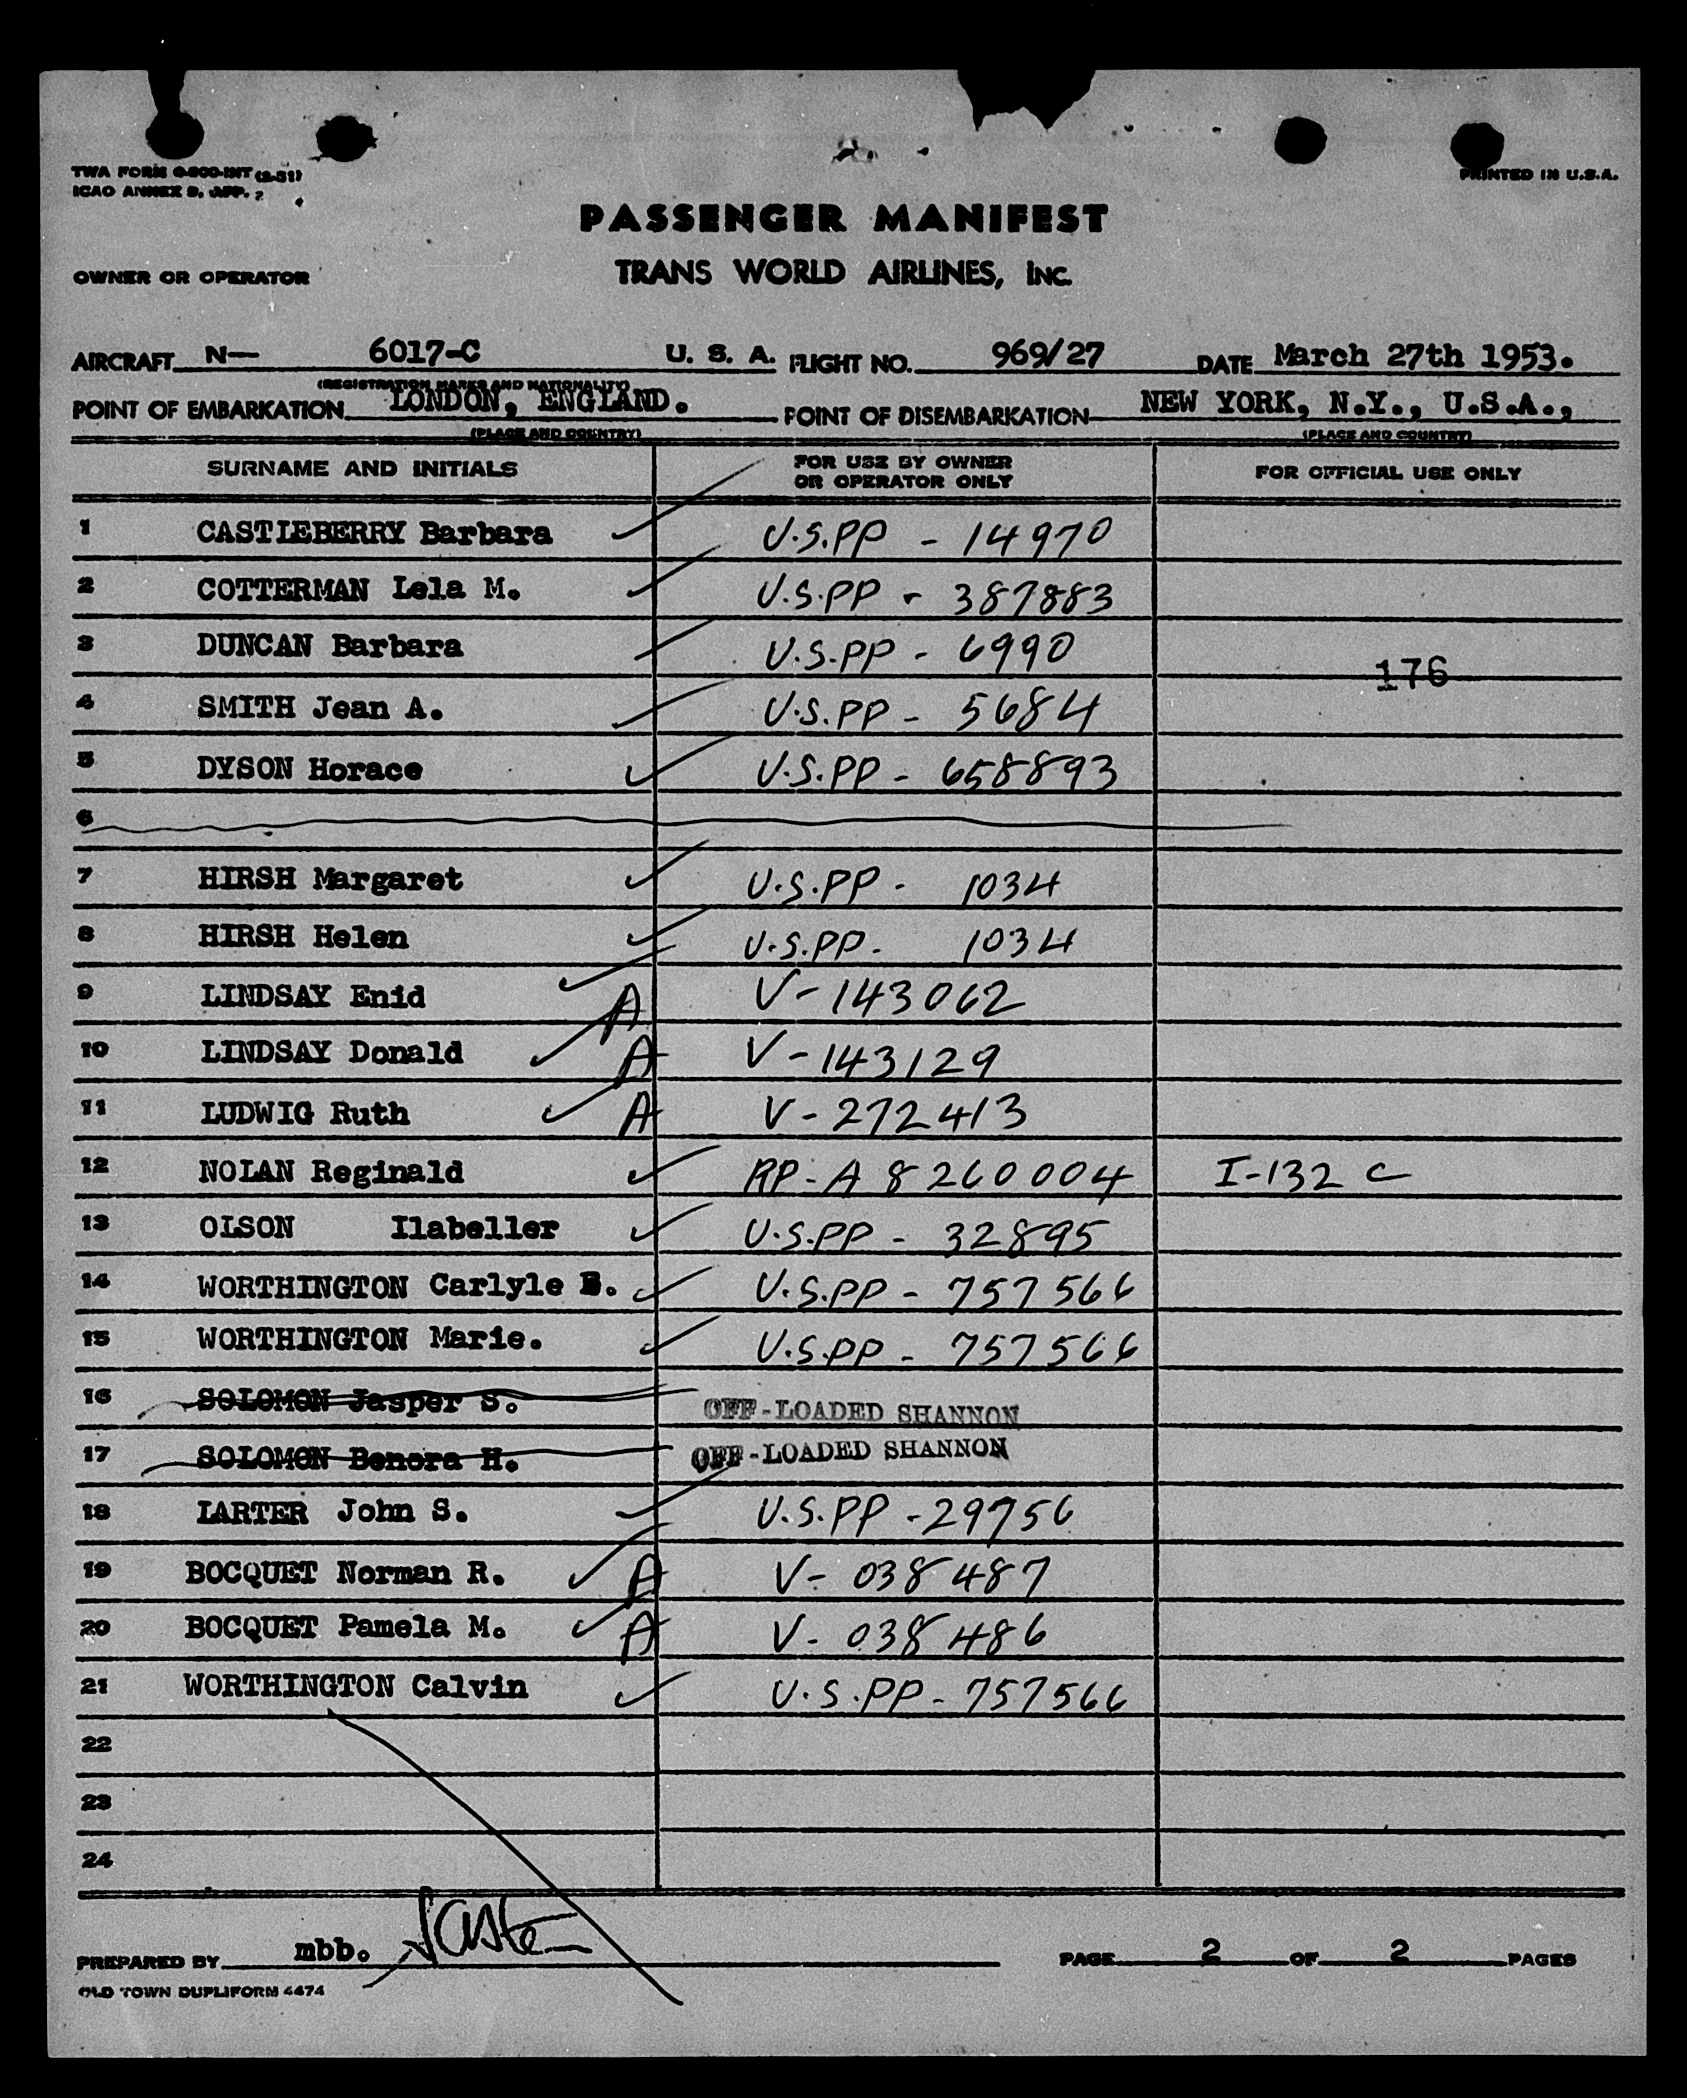 TWA FORM 0-800-INT (2-51)
ICAO ANNEX 9, APP. 2
PRINTED IN U.S.A.
PASSENGER MANIFEST
OWNER OR OPERATOR TRANS WORLD AIRLINES, INC.
AIRCRAFT N— 6017-C U. S. A. FLIGHT NO. 969/27 DATE March 27th 1953.
(REGISTRATION MARKS AND NATIONALITY)
POINT OF EMBARKATION LONDON, ENGLAND. POINT OF DISEMBARKATION NEW YORK, N.Y., U.S.A.,
(PLACE AND COUNTRY) (PLACE AND COUNTRY)
SURNAME AND INITIALS FOR USE BY OWNER OR OPERATOR ONLY FOR OFFICIAL USE ONLY
1 CASTLEBERRY Barbara U.S.PP - 14970
2 COTTERMAN Lela M. U.S.PP - 387883
3 DUNCAN Barbara U.S.PP - 6990
176
4 SMITH Jean A. U.S.PP - 5684
5 DYSON Horace U.S.PP - 658893
6
7 HIRSH Margaret U.S.PP - 1034
8 HIRSH Helen U.S.PP. 1034
9 LINDSAY Enid A V-143062
10 LINDSAY Donald A V-143129
11 LUDWIG Ruth A V-272413
12 NOLAN Reginald RP-A 8260004 I-132 C
13 OLSON Ilabeller U.S.PP - 32895
14 WORTHINGTON Carlyle B. U.S.PP - 757566
15 WORTHINGTON Marie. U.S.PP - 757566
16 SOLOMON Jasper S. OFF-LOADED SHANNON
17 SOLOMON Benora H. OFF-LOADED SHANNON
18 LARTER John S. U.S.PP -29756
19 BOCQUET Norman R. A V- 038487
20 BOCQUET Pamela M. A V- 038486
21 WORTHINGTON Calvin U.S.PP-757566
22
23
24
PREPARED BY mbb. PAGE 2 OF 2 PAGES
OLD TOWN DUPLIFORM 4474